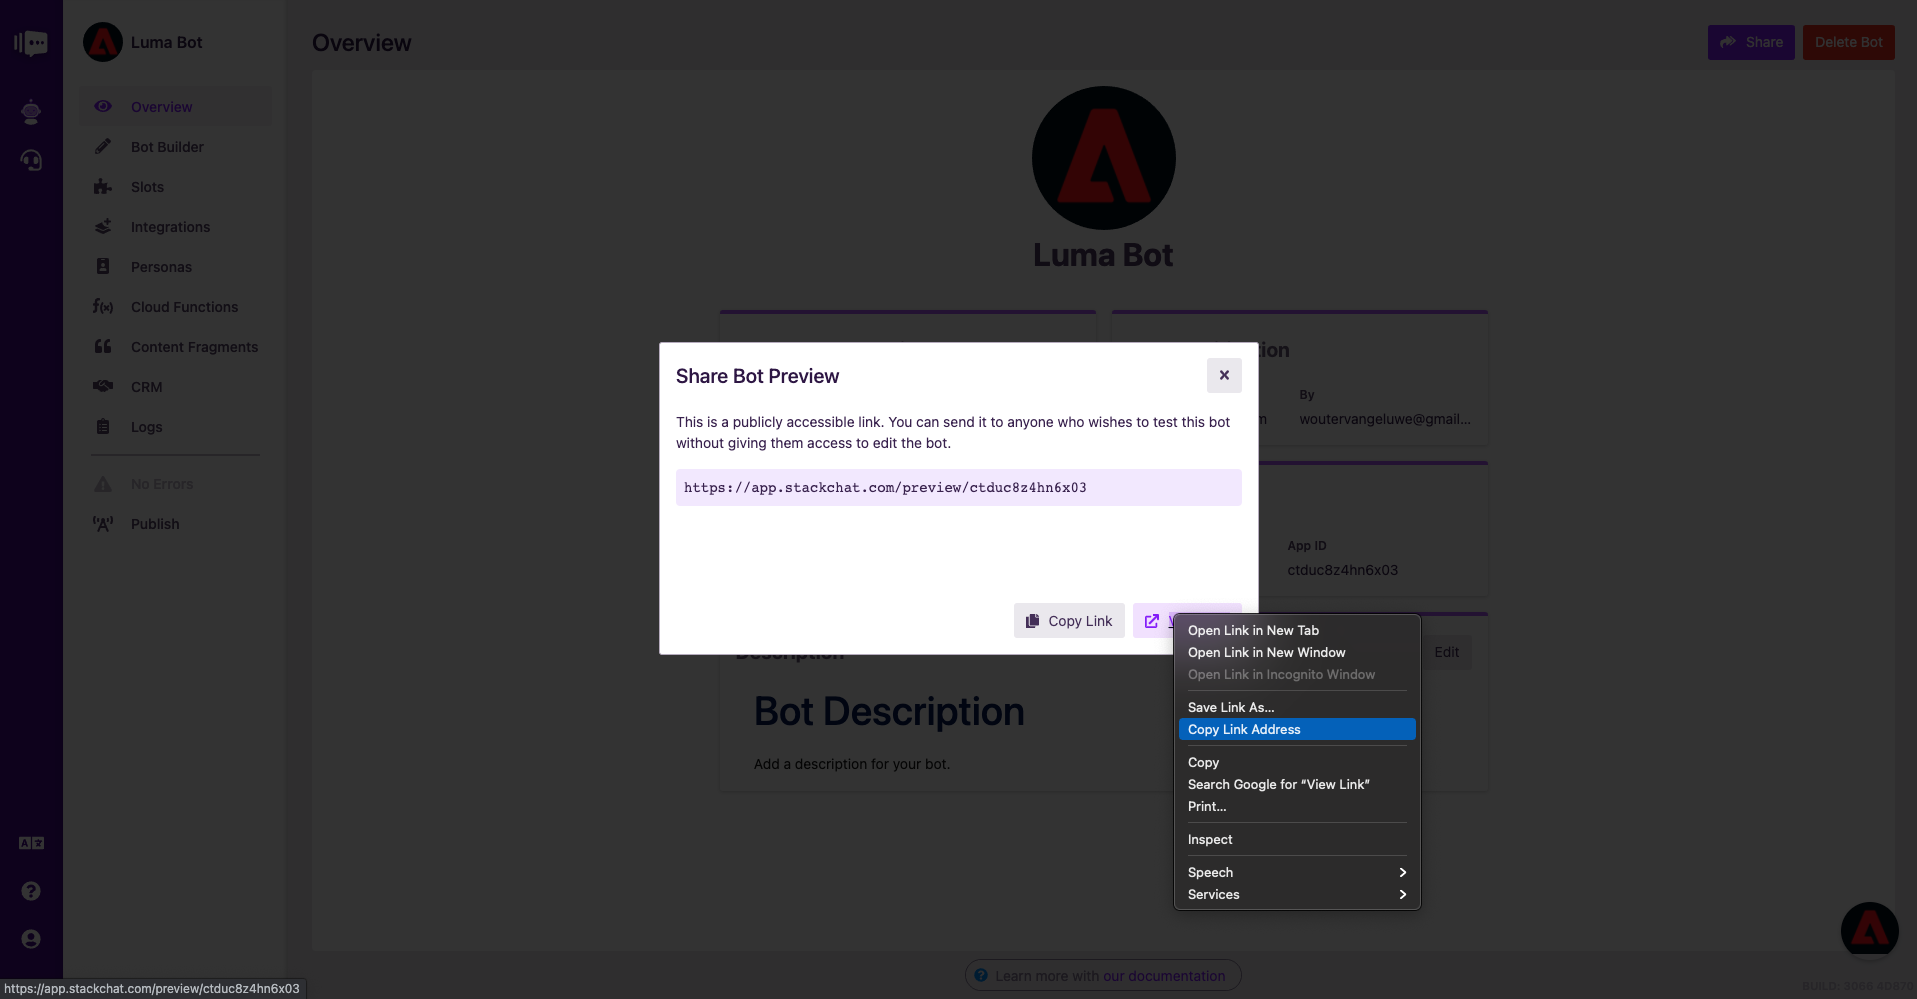 Luma Bot
Overview
Share
Delete Bot
Overview
Bot Builder
Slots
Integrations
Personas
Cloud Functions
Content Fragments
CRM
Logs
No Errors
Publish
Luma Bot
By
woutervangeluwe@gmail...
Share Bot Preview
This is a publicly accessible link. You can send it to anyone who wishes to test this bot
without giving them access to edit the bot.
https://app.stackchat.com/preview/ctduc8z4hn6x03
Copy Link
App ID
ctduc8z4hn6x03
Edit
Bot Description
Add a description for your bot.
Open Link in New Tab
Open Link in New Window
Open Link in Incognito Window
Save Link As...
Copy Link Address
Copy
Search Google for “View Link”
Print...
Inspect
Speech
Services
Learn more with our documentation
https://app.stackchat.com/preview/ctduc8z4hn6x03